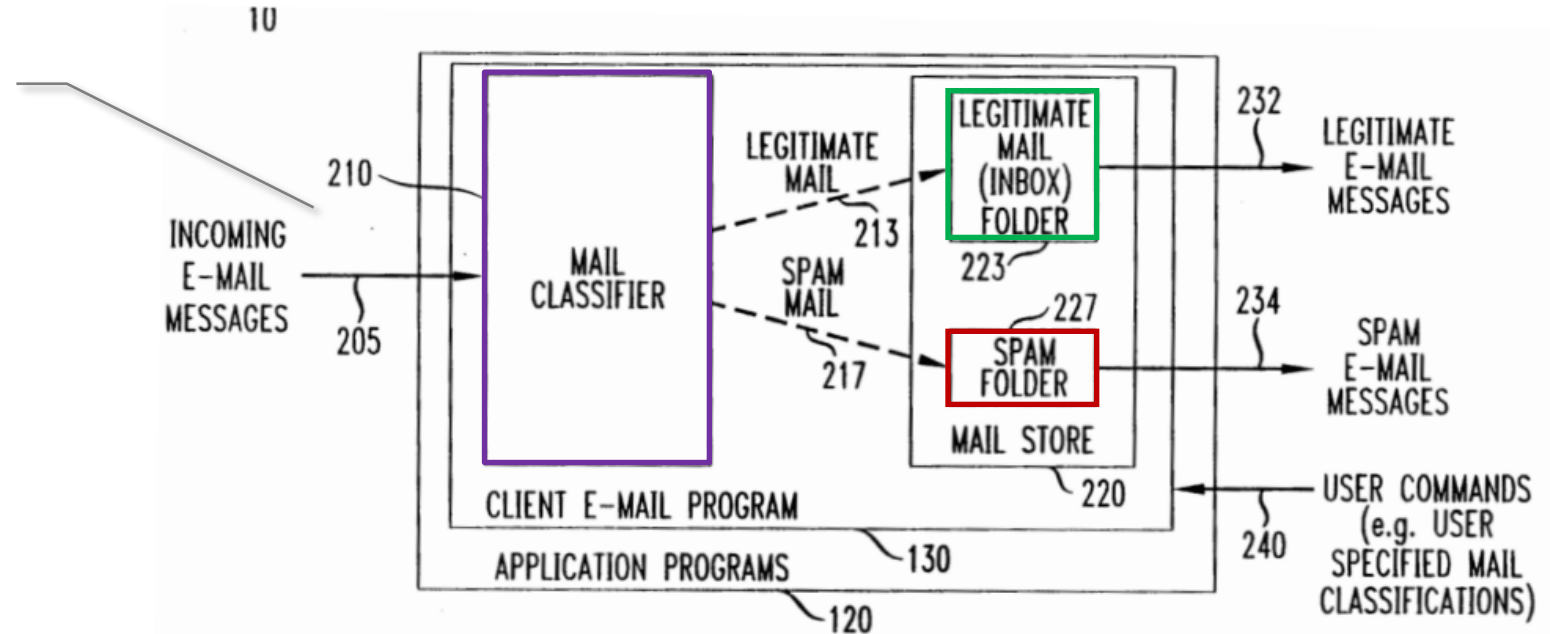 10
210
INCOMING
E-MAIL
MESSAGES
205
MAIL
CLASSIFIER
LEGITIMATE
MAIL
213
SPAM
MAIL
217
LEGITIMATE
MAIL
(INBOX)
FOLDER
223
227
SPAM
FOLDER
MAIL STORE
220
CLIENT E-MAIL PROGRAM
130
APPLICATION PROGRAMS
120
232
LEGITIMATE
E-MAIL
MESSAGES
234
SPAM
E-MAIL
MESSAGES
240
USER COMMANDS
(e.g. USER
SPECIFIED MAIL
CLASSIFICATIONS)